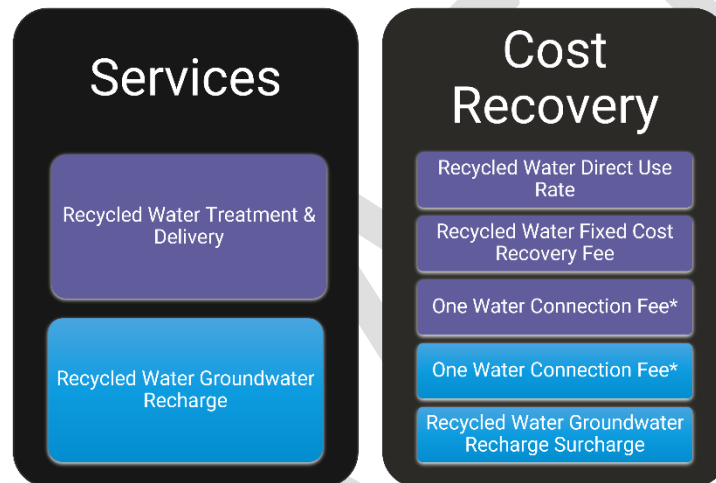 Services
Recycled Water Treatment &
Delivery
Recycled Water Groundwater
Recharge
Cost
Recovery
Recycled Water Direct Use
Rate
Recycled Water Fixed Cost
Recovery Fee
One Water Connection Fee*
One Water Connection Fee*
Recycled Water Groundwater
Recharge Surcharge